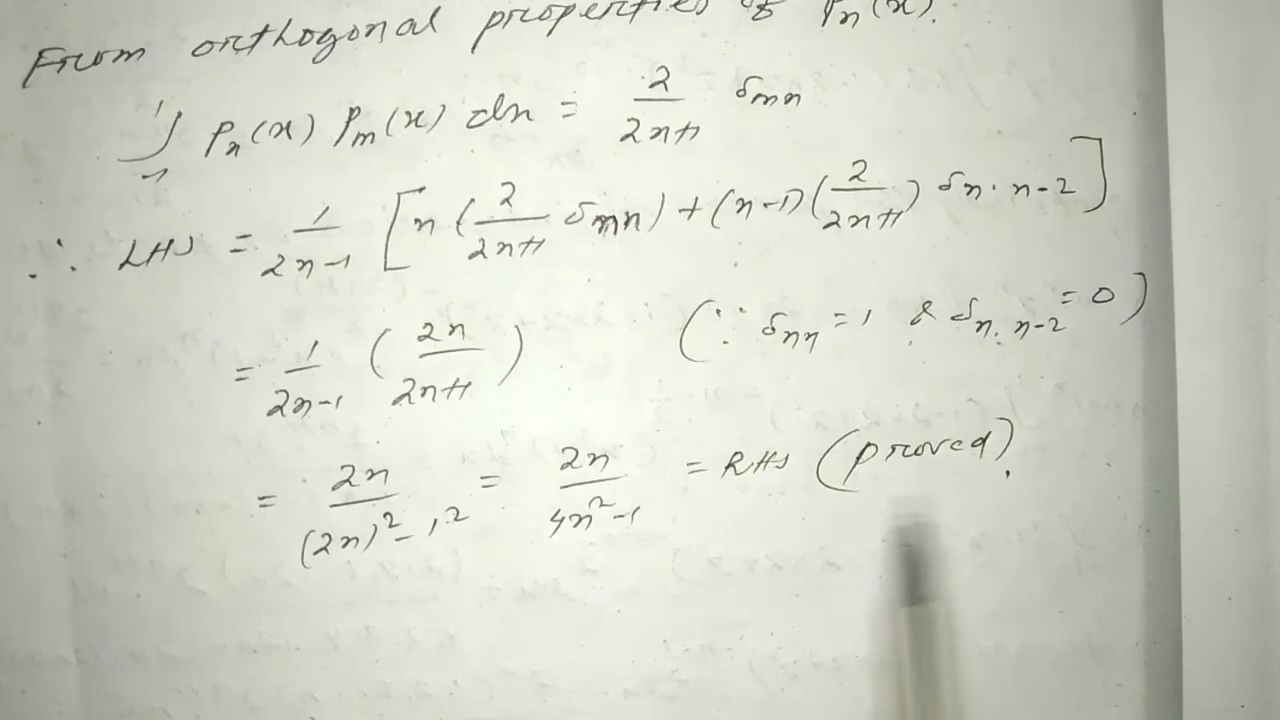 From orthogonal properties of Pn(x).
∫₋₁¹ Pn(x) Pm(x) dx = 2/(2n+1) δmn
∴ LHS = 1/(2n-1) [n (2/(2n+1) δmn) + (n-1) (2/(2n+1)) δn.n-2]
= 1/(2n-1) (2n/(2n+1)) (∵ δnn = 1 & δn.n-2 = 0)
= 2n/((2n)²-1²) = 2n/(4n²-1) = RHS (proved).